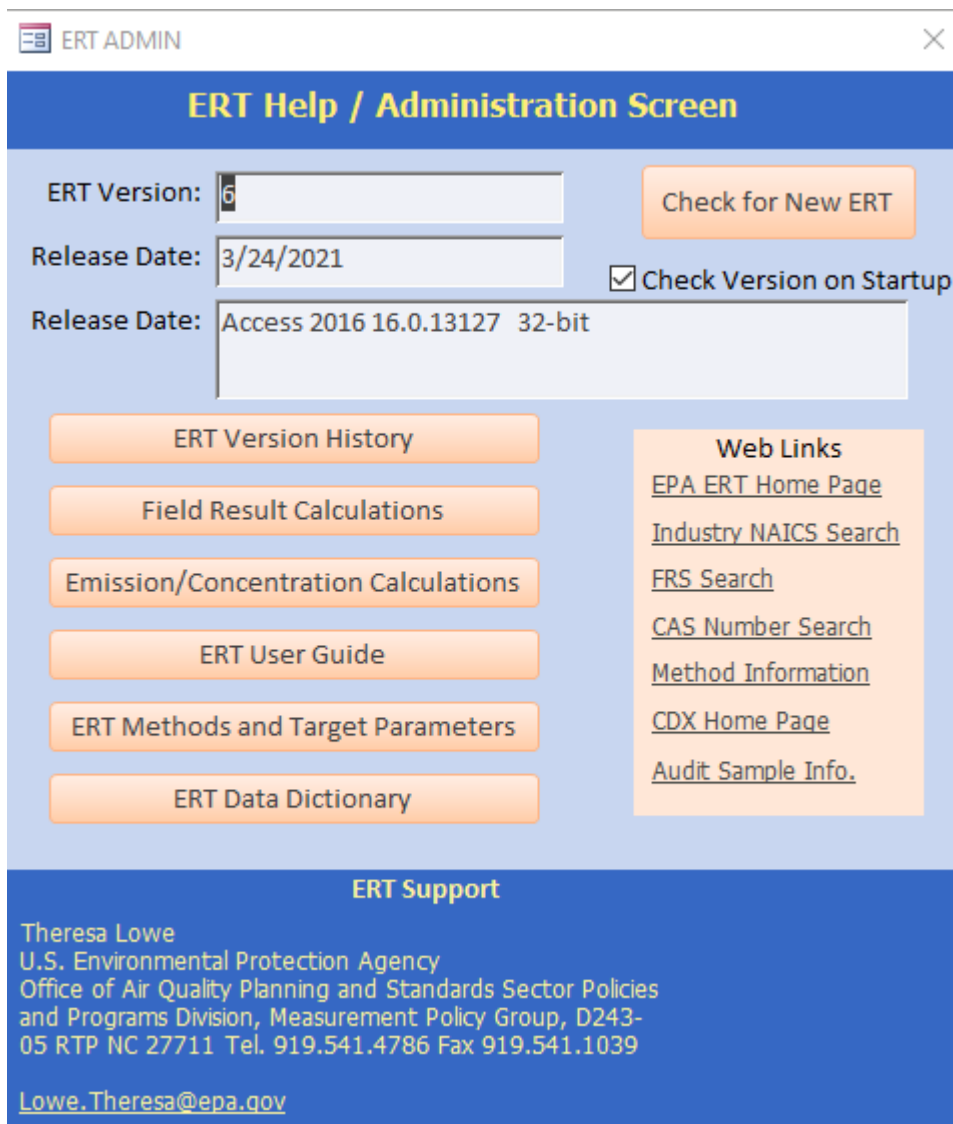 ERT ADMIN
ERT Help / Administration Screen
ERT Version:
6
Check for New ERT
Release Date:
3/24/2021
Check Version on Startup
Release Date:
Access 2016 16.0.13127 32-bit
ERT Version History
Field Result Calculations
Emission/Concentration Calculations
ERT User Guide
ERT Methods and Target Parameters
ERT Data Dictionary
Web Links
EPA ERT Home Page
Industry NAICS Search
FRS Search
CAS Number Search
Method Information
CDX Home Page
Audit Sample Info.
ERT Support
Theresa Lowe
U.S. Environmental Protection Agency
Office of Air Quality Planning and Standards Sector Policies
and Programs Division, Measurement Policy Group, D243-
05 RTP NC 27711 Tel. 919.541.4786 Fax 919.541.1039
Lowe.Theresa@epa.gov